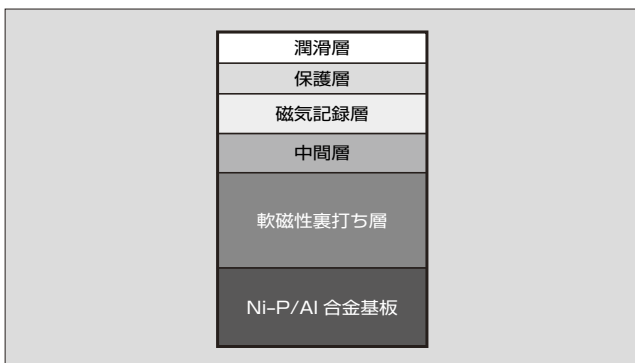 潤滑層
保護層
磁気記録層
中間層
軟磁性裏打ち層
Ni-P/Al 合金基板